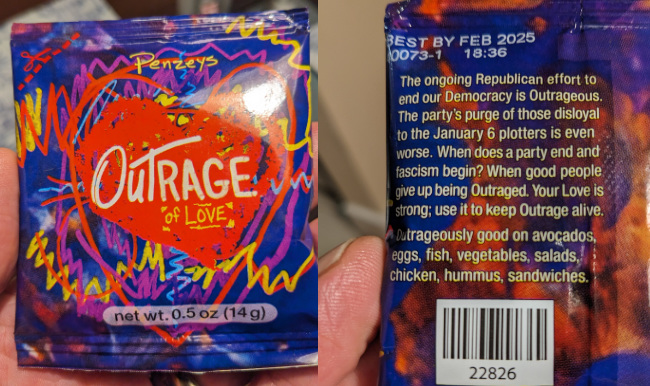 Penzeys
OUTRAGE
of LOVE
net wt. 0.5 oz (14 g)
BEST BY FEB 2025
0073-1 18:36
The ongoing Republican effort to
end our Democracy is Outrageous.
The party's purge of those disloyal
to the January 6 plotters is even
worse. When does a party end and
fascism begin? When good people
give up being Outraged. Your Love is
strong; use it to keep Outrage alive.
Outrageously good on avocados,
eggs, fish, vegetables, salads,
chicken, hummus, sandwiches.
22826